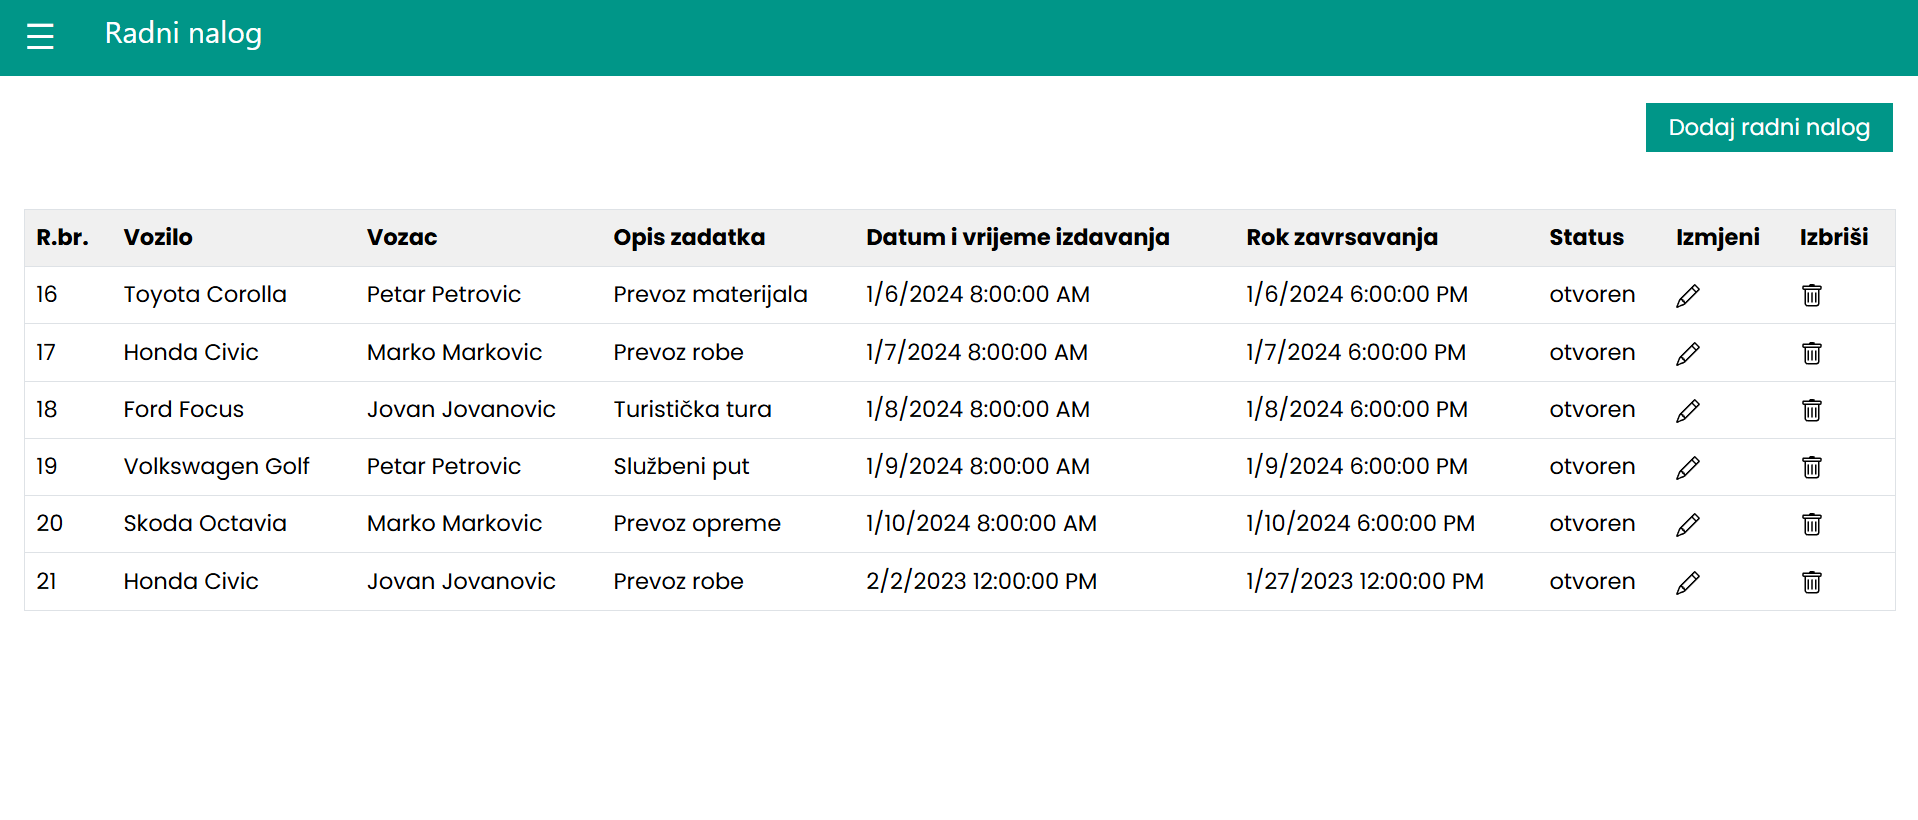 Radni nalog
Dodaj radni nalog
R.br. Vozilo Vozac Opis zadatka Datum i vrijeme izdavanja Rok zavrsavanja Status Izmjeni Izbriši
16 Toyota Corolla Petar Petrovic Prevoz materijala 1/6/2024 8:00:00 AM 1/6/2024 6:00:00 PM otvoren
17 Honda Civic Marko Markovic Prevoz robe 1/7/2024 8:00:00 AM 1/7/2024 6:00:00 PM otvoren
18 Ford Focus Jovan Jovanovic Turistička tura 1/8/2024 8:00:00 AM 1/8/2024 6:00:00 PM otvoren
19 Volkswagen Golf Petar Petrovic Službeni put 1/9/2024 8:00:00 AM 1/9/2024 6:00:00 PM otvoren
20 Skoda Octavia Marko Markovic Prevoz opreme 1/10/2024 8:00:00 AM 1/10/2024 6:00:00 PM otvoren
21 Honda Civic Jovan Jovanovic Prevoz robe 2/2/2023 12:00:00 PM 1/27/2023 12:00:00 PM otvoren